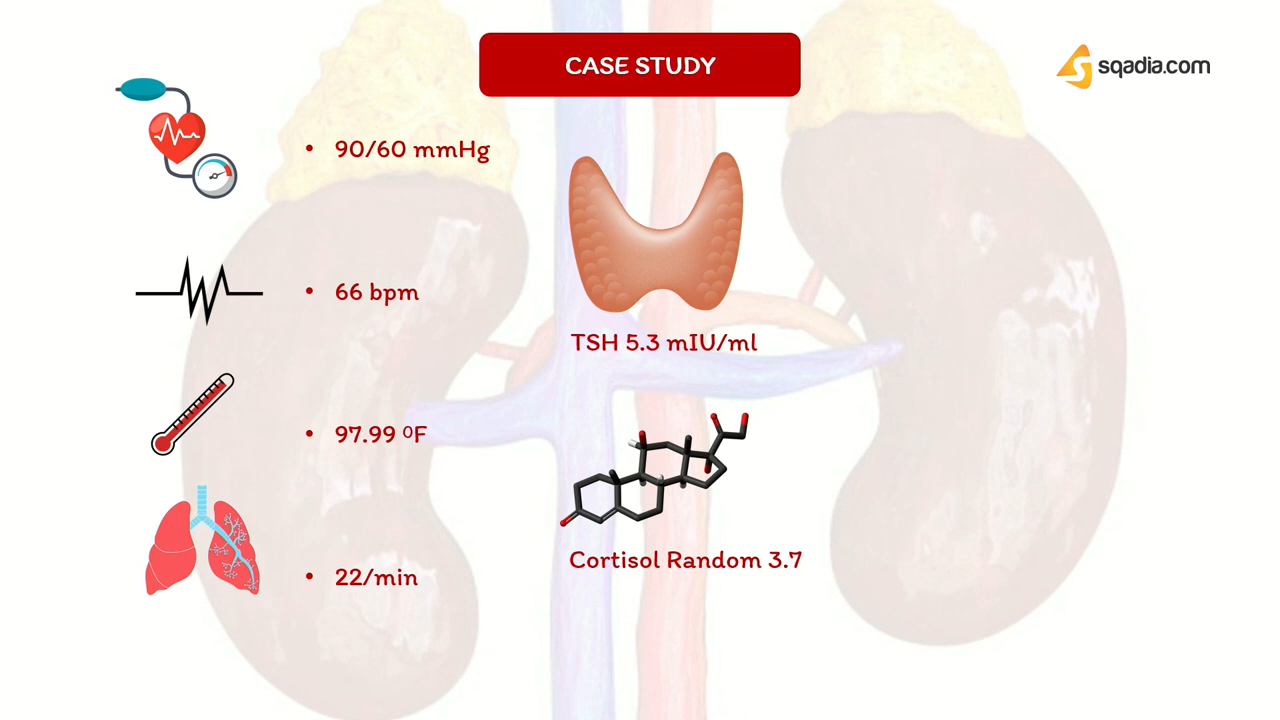 CASE STUDY
sqadia.com
• 90/60 mmHg
• 66 bpm
• 97.99 ⁰F
• 22/min
TSH 5.3 mIU/ml
Cortisol Random 3.7